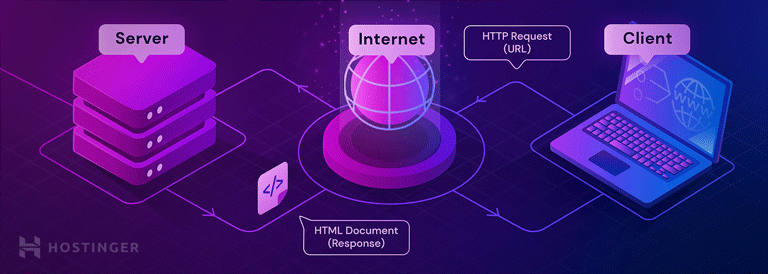 Server
Internet
HTTP Request
(URL)
Client
WWW
</>
HTML Document
(Response)
HOSTINGER